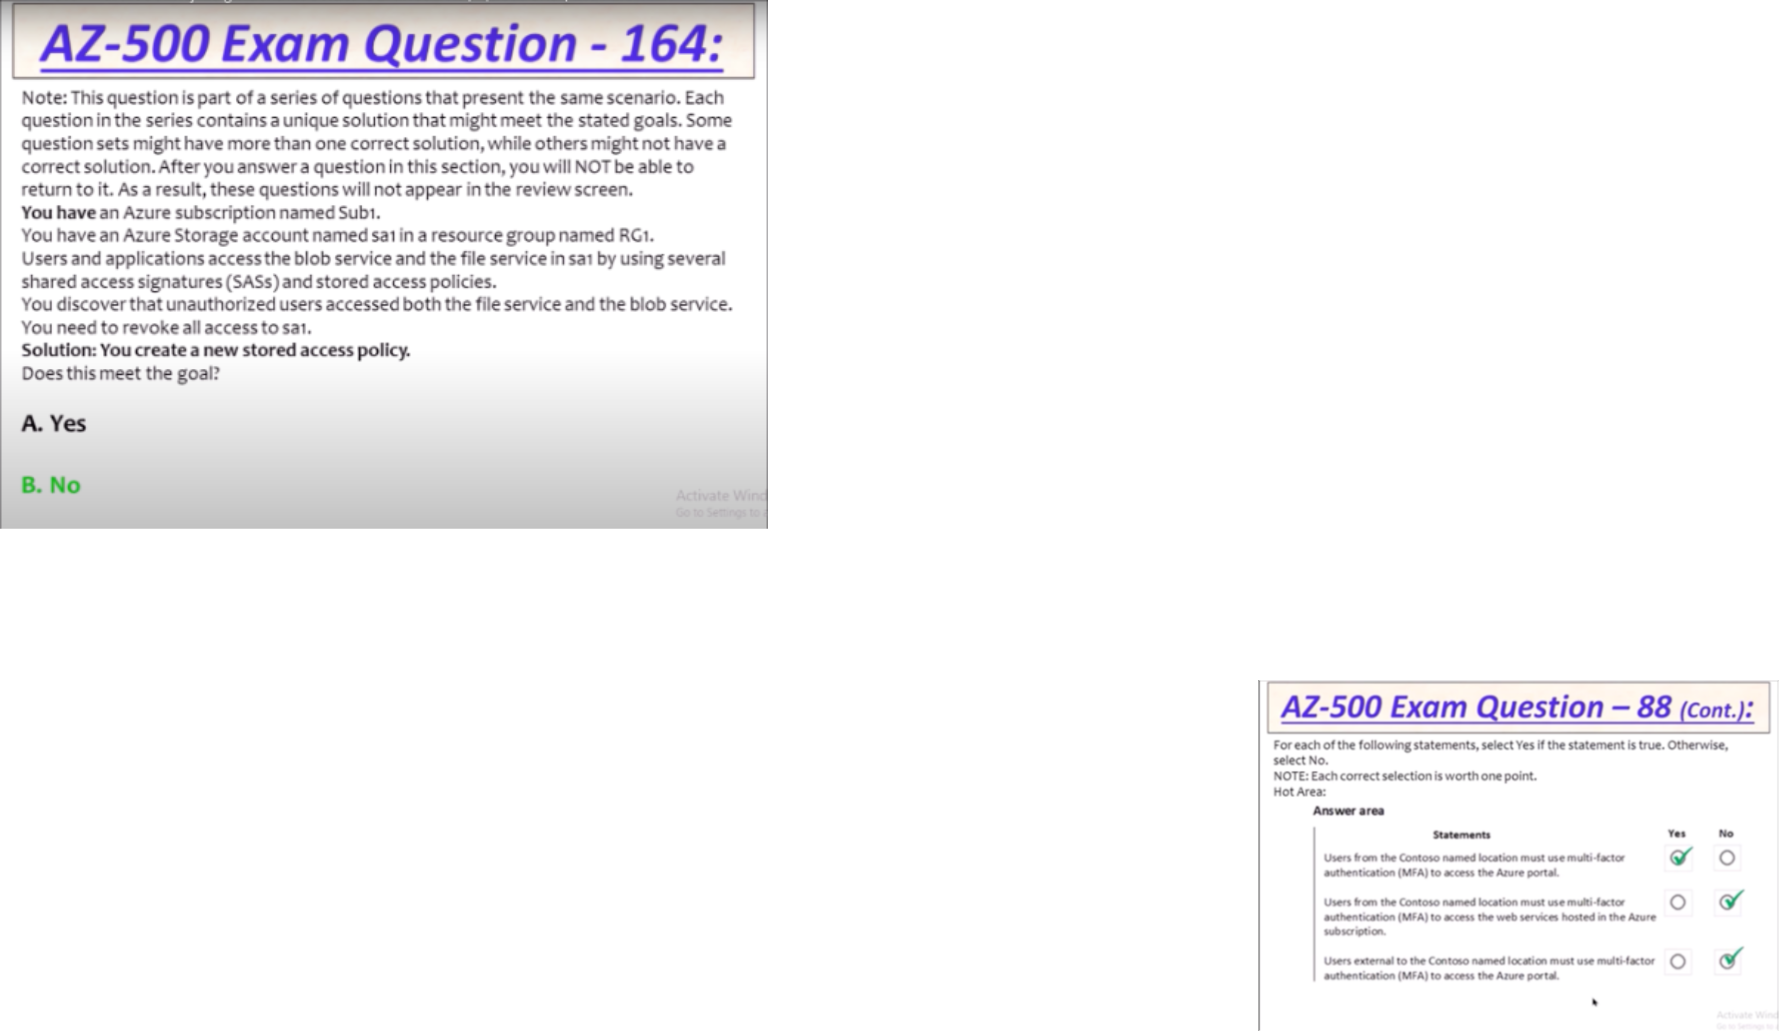 AZ-500 Exam Question - 164:
Note: This question is part of a series of questions that present the same scenario. Each
question in the series contains a unique solution that might meet the stated goals. Some
question sets might have more than one correct solution, while others might not have a
correct solution. After you answer a question in this section, you will NOT be able to
return to it. As a result, these questions will not appear in the review screen.
You have an Azure subscription named Sub1.
You have an Azure Storage account named sa1 in a resource group named RG1.
Users and applications access the blob service and the file service in sa1 by using several
shared access signatures (SASs) and stored access policies.
You discover that unauthorized users accessed both the file service and the blob service.
You need to revoke all access to sa1.
Solution: You create a new stored access policy.
Does this meet the goal?
A. Yes
B. No
Activate Wind
Go to Settings to a
AZ-500 Exam Question – 88 (Cont.):
For each of the following statements, select Yes if the statement is true. Otherwise,
select No.
NOTE: Each correct selection is worth one point.
Hot Area:
Answer area
Statements Yes No
Users from the Contoso named location must use multi-factor
authentication (MFA) to access the Azure portal.
Users from the Contoso named location must use multi-factor
authentication (MFA) to access the web services hosted in the Azure
subscription.
Users external to the Contoso named location must use multi-factor
authentication (MFA) to access the Azure portal.
Activate Wind
Go to Settings to a